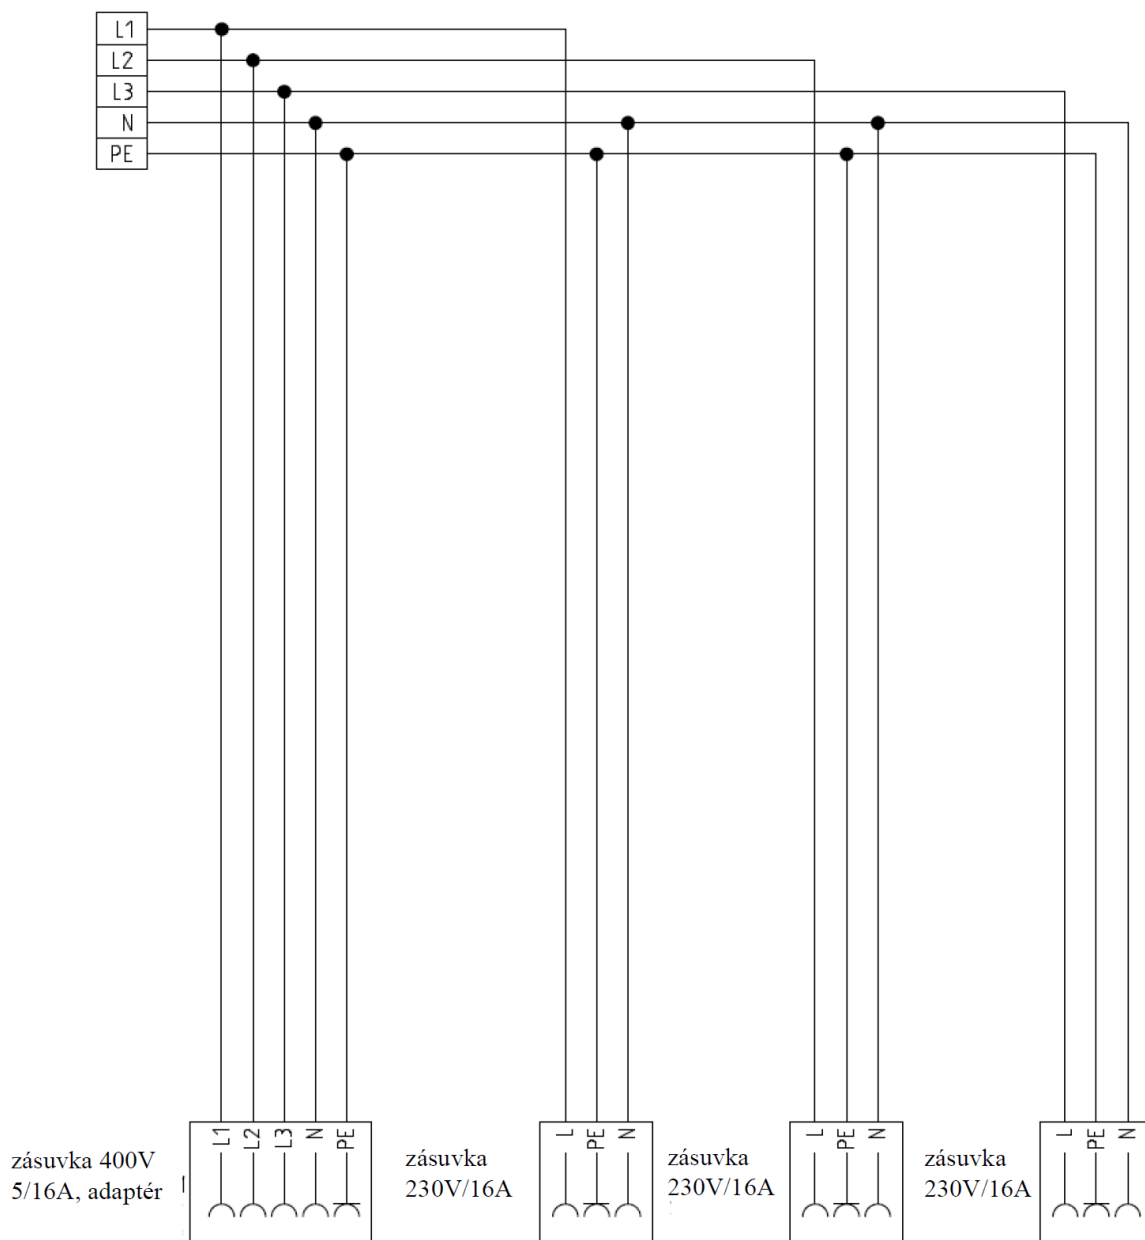 L1
L2
L3
N
PE
L1
L2
L3
N
PE
zásuvka 400V
5/16A, adaptér
L
PE
N
zásuvka
230V/16A
L
PE
N
zásuvka
230V/16A
L
PE
N
zásuvka
230V/16A